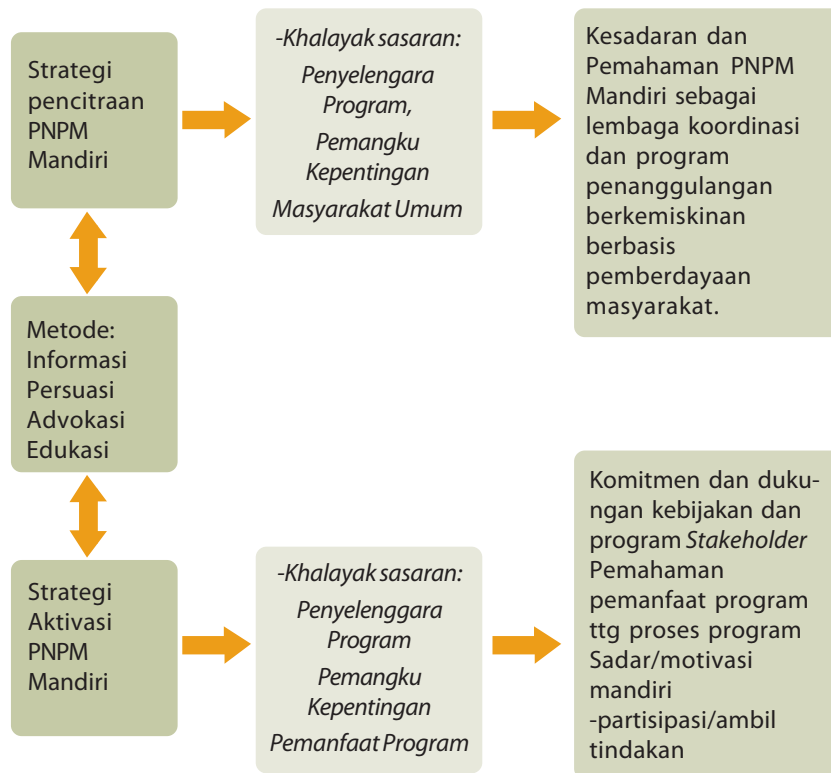 Strategi
pencitraan
PNPM
Mandiri
-Khalayak sasaran:
Penyelengara
Program,
Pemangku
Kepentingan
Masyarakat Umum
Kesadaran dan
Pemahaman PNPM
Mandiri sebagai
lembaga koordinasi
dan program
penanggulangan
berkemiskinan
berbasis
pemberdayaan
masyarakat.
Metode:
Informasi
Persuasi
Advokasi
Edukasi
Strategi
Aktivasi
PNPM
Mandiri
-Khalayak sasaran:
Penyelenggara
Program
Pemangku
Kepentingan
Pemanfaat Program
Komitmen dan duku-
ngan kebijakan dan
program Stakeholder
Pemahaman
pemanfaat program
ttg proses program
Sadar/motivasi
mandiri
-partisipasi/ambil
tindakan